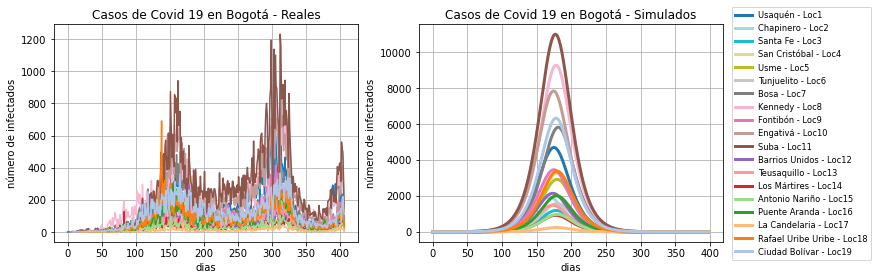 Casos de Covid 19 en Bogotá - Reales
número de infectados
1200
1000
800
600
400
200
0
0 50 100 150 200 250 300 350 400
dias
Casos de Covid 19 en Bogotá - Simulados
número de infectados
10000
8000
6000
4000
2000
0
0 50 100 150 200 250 300 350 400
dias
Usaquén - Loc1
Chapinero - Loc2
Santa Fe - Loc3
San Cristóbal - Loc4
Usme - Loc5
Tunjuelito - Loc6
Bosa - Loc7
Kennedy - Loc8
Fontibón - Loc9
Engativá - Loc10
Suba - Loc11
Barrios Unidos - Loc12
Teusaquillo - Loc13
Los Mártires - Loc14
Antonio Nariño - Loc15
Puente Aranda - Loc16
La Candelaria - Loc17
Rafael Uribe Uribe - Loc18
Ciudad Bolívar - Loc19